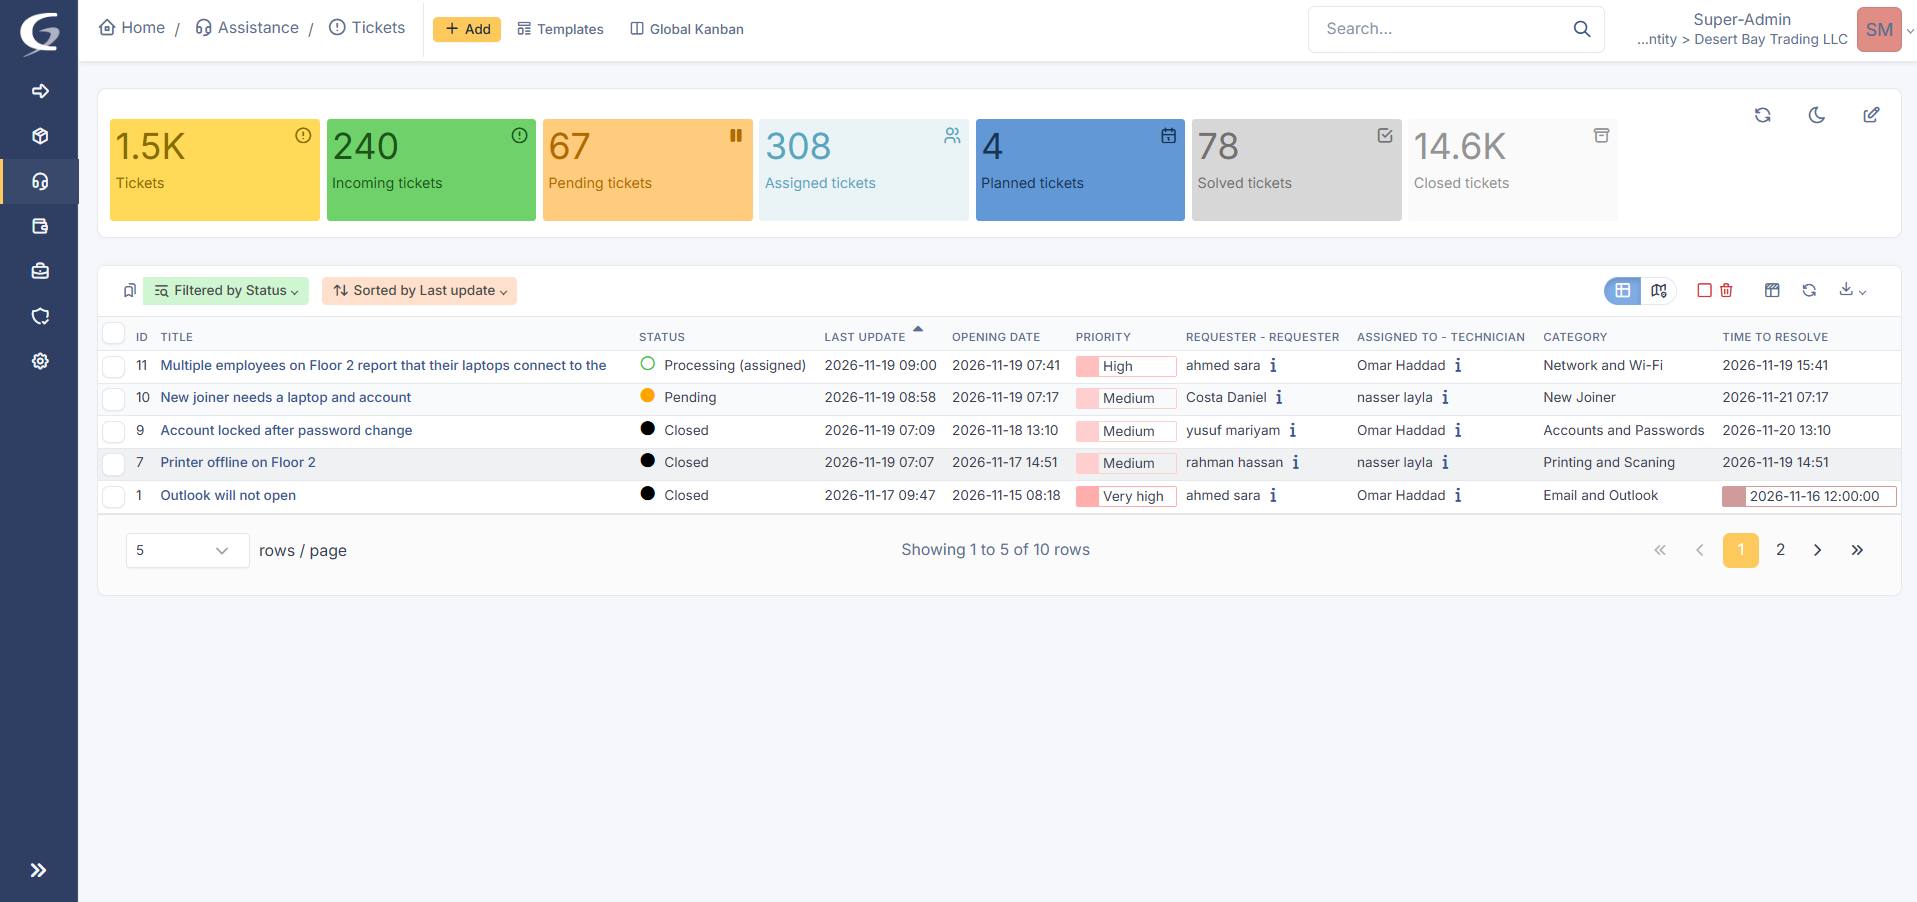 Home / Assistance / Tickets
Add
Templates
Global Kanban
Search...
Super-Admin
...ntity > Desert Bay Trading LLC
SM
1.5K
Tickets
240
Incoming tickets
67
Pending tickets
308
Assigned tickets
4
Planned tickets
78
Solved tickets
14.6K
Closed tickets
Filtered by Status
Sorted by Last update
ID TITLE STATUS LAST UPDATE OPENING DATE PRIORITY REQUESTER - REQUESTER ASSIGNED TO - TECHNICIAN CATEGORY TIME TO RESOLVE
11 Multiple employees on Floor 2 report that their laptops connect to the Processing (assigned) 2026-11-19 09:00 2026-11-19 07:41 High ahmed sara Omar Haddad Network and Wi-Fi 2026-11-19 15:41
10 New joiner needs a laptop and account Pending 2026-11-19 08:58 2026-11-19 07:17 Medium Costa Daniel nasser layla New Joiner 2026-11-21 07:17
9 Account locked after password change Closed 2026-11-19 07:09 2026-11-18 13:10 Medium yusuf mariyam Omar Haddad Accounts and Passwords 2026-11-20 13:10
7 Printer offline on Floor 2 Closed 2026-11-19 07:07 2026-11-17 14:51 Medium rahman hassan nasser layla Printing and Scaning 2026-11-19 14:51
1 Outlook will not open Closed 2026-11-17 09:47 2026-11-15 08:18 Very high ahmed sara Omar Haddad Email and Outlook 2026-11-16 12:00:00
5 rows / page
Showing 1 to 5 of 10 rows
« ‹ 1 2 › »